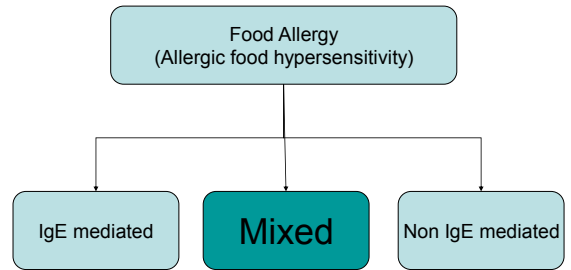 Food Allergy
(Allergic food hypersensitivity)
IgE mediated
Mixed
Non IgE mediated